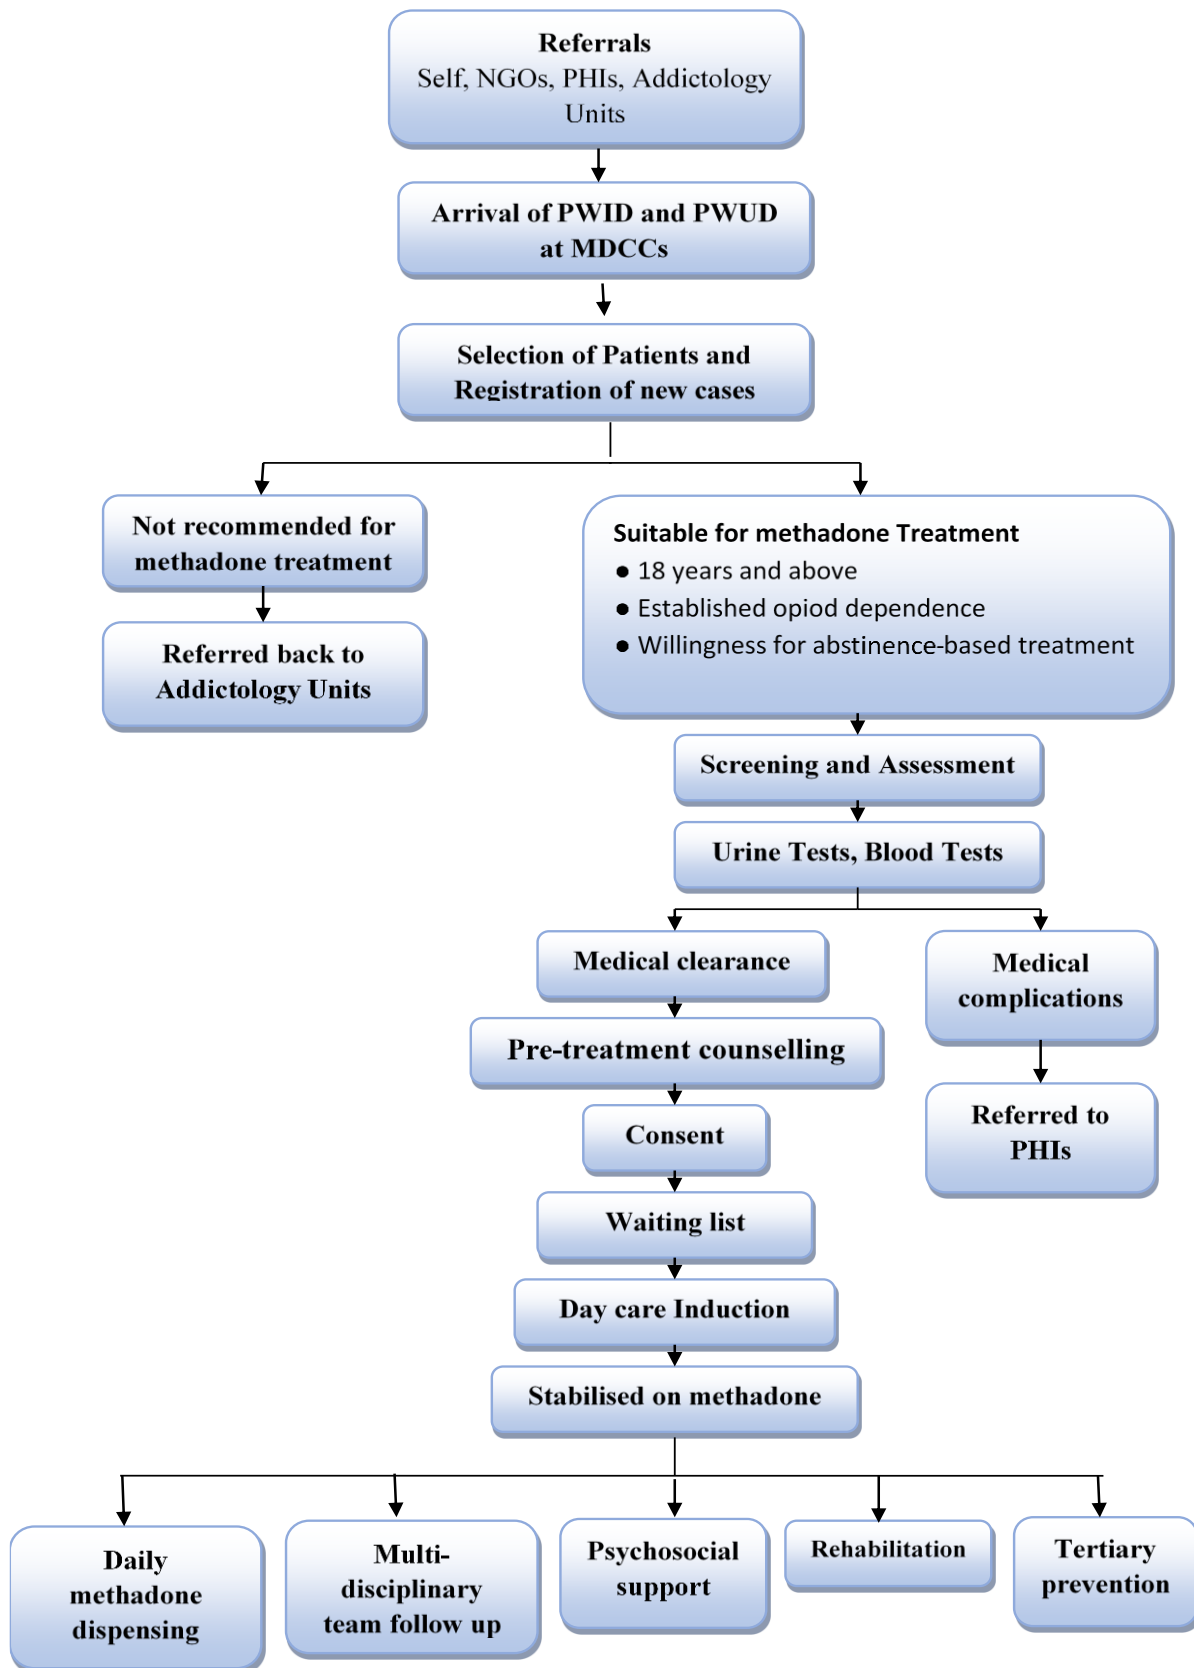 Referrals
Self, NGOs, PHIs, Addictology
Units
Arrival of PWID and PWUD
at MDCCs
Selection of Patients and
Registration of new cases
Not recommended for
methadone treatment
Referred back to
Addictology Units
Suitable for methadone Treatment
● 18 years and above
● Established opiod dependence
● Willingness for abstinence-based treatment
Screening and Assessment
Urine Tests, Blood Tests
Medical clearance
Medical
complications
Pre-treatment counselling
Referred to
PHIs
Consent
Waiting list
Day care Induction
Stabilised on methadone
Daily
methadone
dispensing
Multi-
disciplinary
team follow up
Psychosocial
support
Rehabilitation
Tertiary
prevention